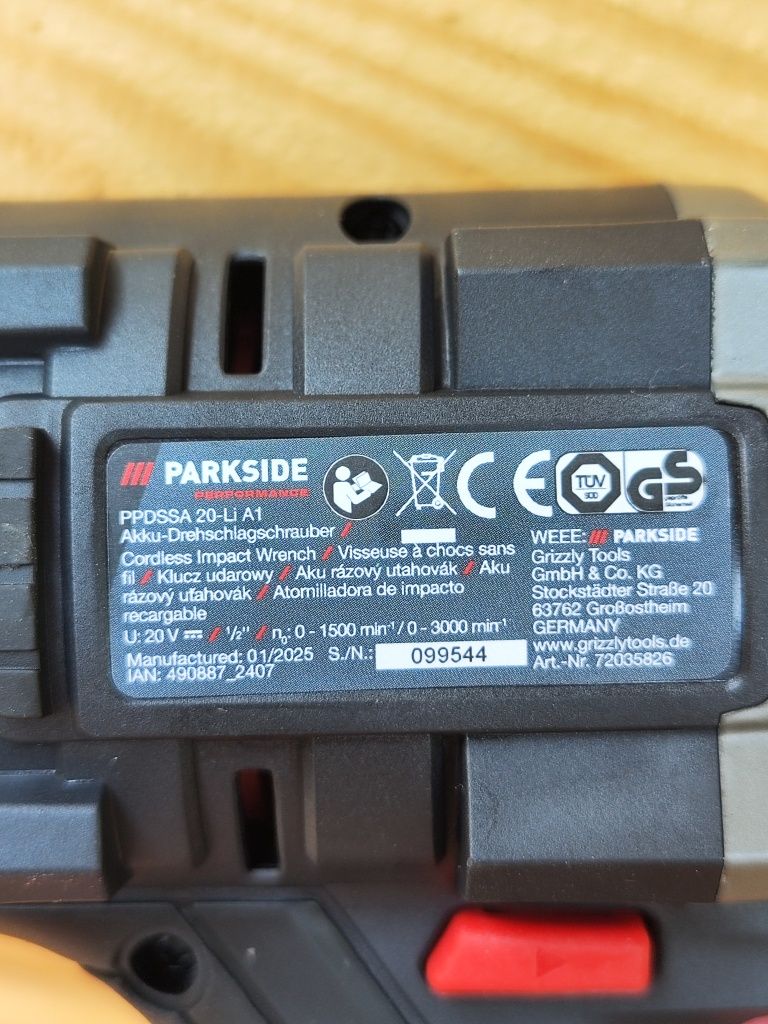 PARKSIDE
PERFORMANCE
TÜV
SÜD
GS
PPDSSA 20-Li A1
Akku-Drehschlagschrauber /
Cordless Impact Wrench / Visseuse à chocs sans
fil / Klucz udarowy / Aku rázový uťahovák / Aku
rázový uťahovák / Atornilladora de impacto
recargable
U: 20 V ⎓ / 1/2" / n0: 0 - 1500 min-1 / 0 - 3000 min-1
Manufactured: 01/2025 S./N.: 099544
IAN: 490887_2407
WEEE: PARKSIDE
Grizzly Tools
GmbH & Co. KG
Stockstädter Straße 20
63762 Großostheim
GERMANY
www.grizzlytools.de
Art.-Nr. 72035826